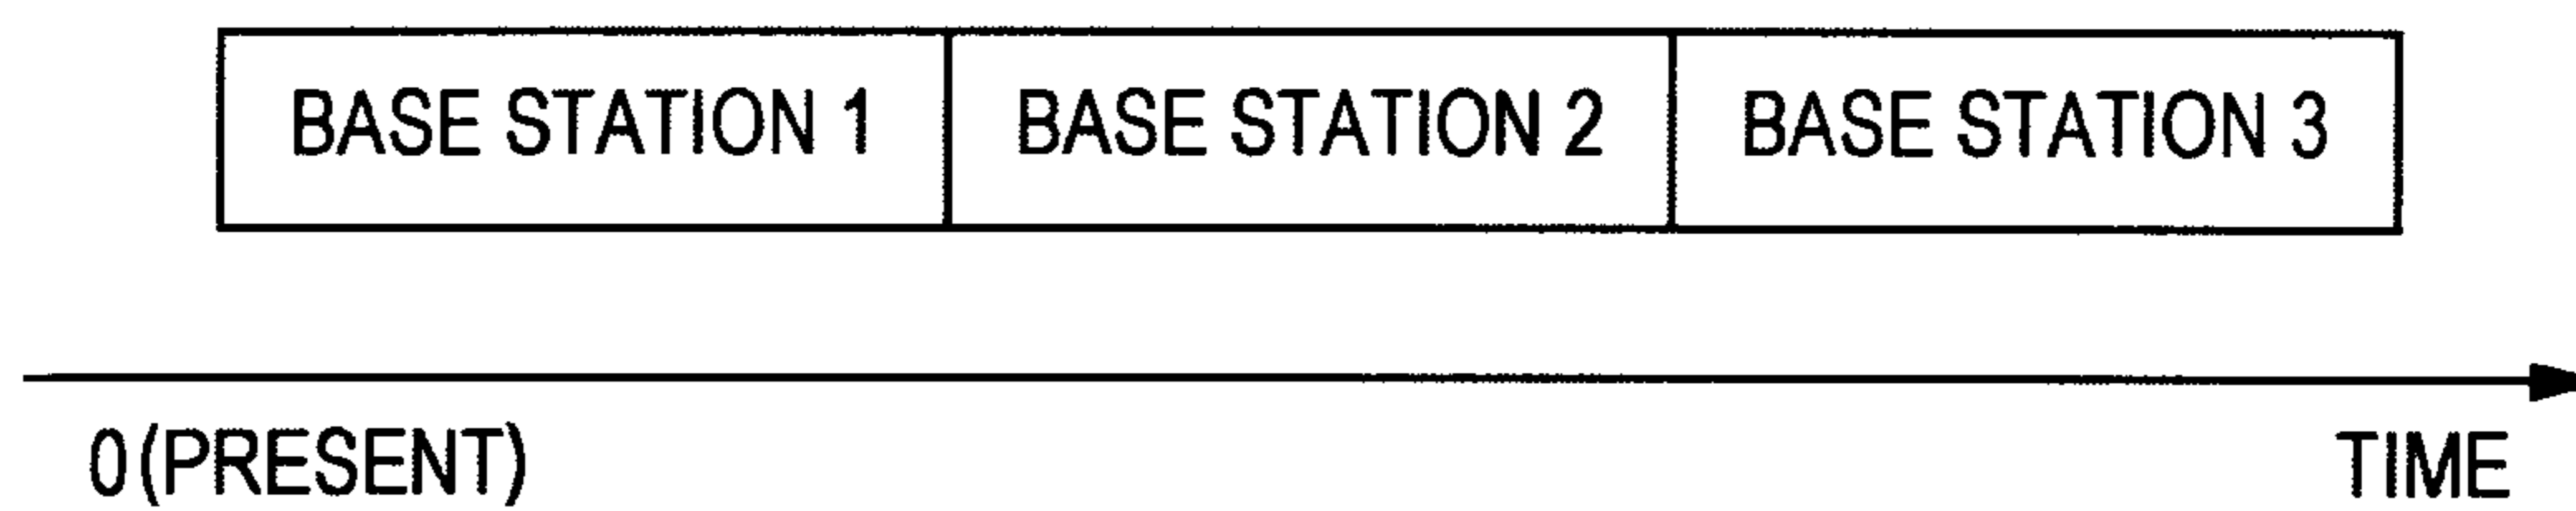 BASE STATION 1 BASE STATION 2 BASE STATION 3
0(PRESENT) TIME